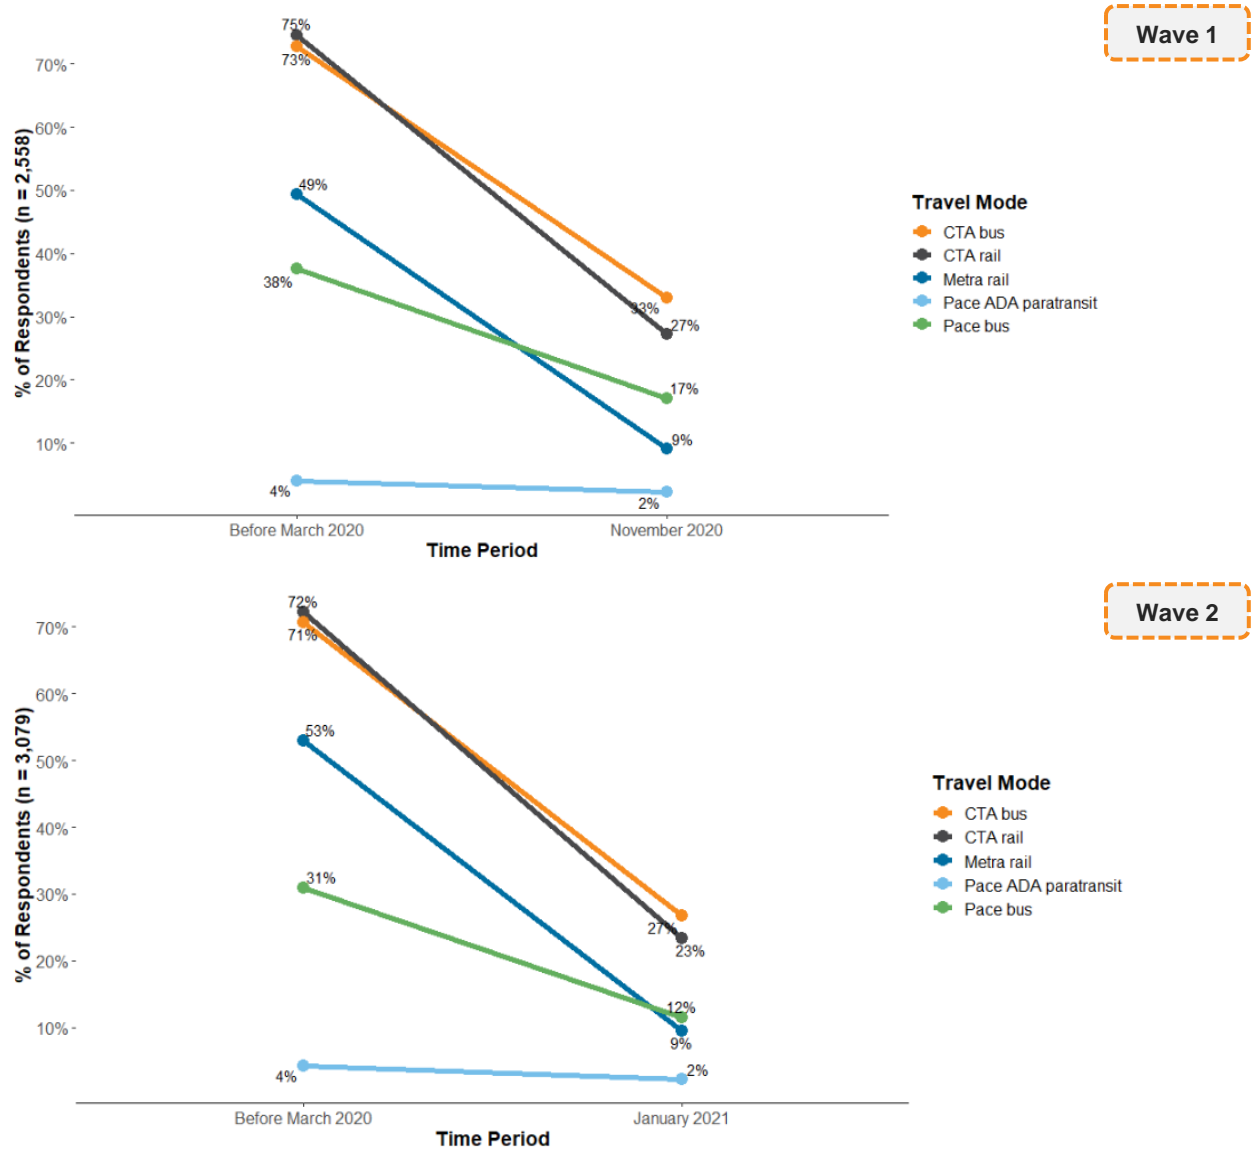 Wave 1
75%
73%
70%
60%
50%
40%
30%
20%
10%
49%
38%
33%
27%
17%
9%
4%
2%
% of Respondents (n = 2,558)
Before March 2020
November 2020
Time Period
Travel Mode
CTA bus
CTA rail
Metra rail
Pace ADA paratransit
Pace bus
Wave 2
72%
71%
70%
60%
50%
40%
30%
20%
10%
53%
31%
27%
23%
12%
9%
4%
2%
% of Respondents (n = 3,079)
Before March 2020
January 2021
Time Period
Travel Mode
CTA bus
CTA rail
Metra rail
Pace ADA paratransit
Pace bus